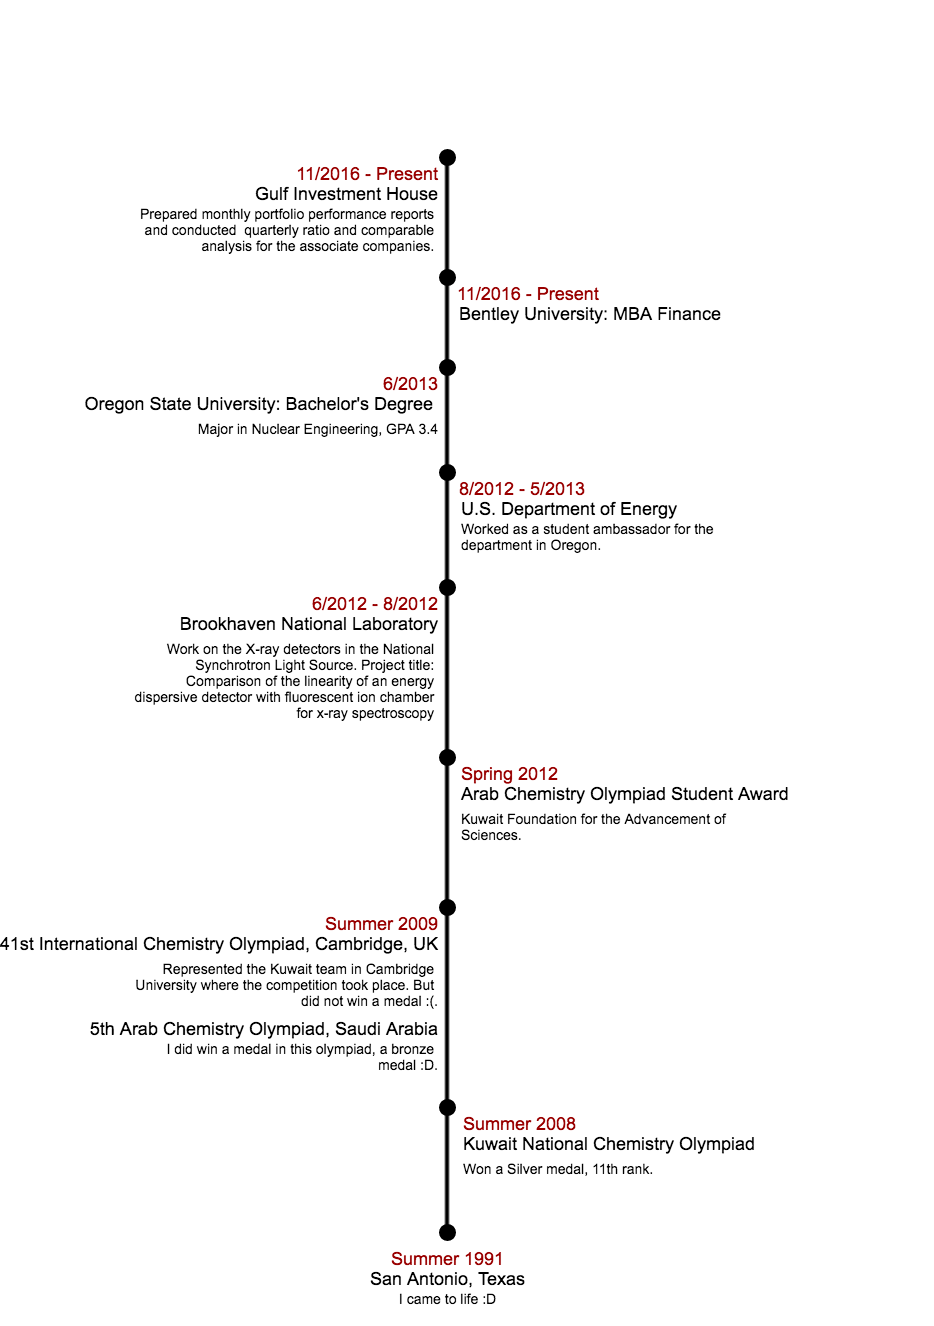 11/2016 - Present
Gulf Investment House
Prepared monthly portfolio performance reports
and conducted  quarterly ratio and comparable
analysis for the associate companies.
11/2016 - Present
Bentley University: MBA Finance
6/2013
Oregon State University: Bachelor's Degree
Major in Nuclear Engineering, GPA 3.4
8/2012 - 5/2013
U.S. Department of Energy
Worked as a student ambassador for the
department in Oregon.
6/2012 - 8/2012
Brookhaven National Laboratory
Work on the X-ray detectors in the National
Synchrotron Light Source. Project title:
Comparison of the linearity of an energy
dispersive detector with fluorescent ion chamber
for x-ray spectroscopy
Spring 2012
Arab Chemistry Olympiad Student Award
Kuwait Foundation for the Advancement of
Sciences.
Summer 2009
41st International Chemistry Olympiad, Cambridge, UK
Represented the Kuwait team in Cambridge
University where the competition took place. But
did not win a medal :(.
5th Arab Chemistry Olympiad, Saudi Arabia
I did win a medal in this olympiad, a bronze
medal :D.
Summer 2008
Kuwait National Chemistry Olympiad
Won a Silver medal, 11th rank.
Summer 1991
San Antonio, Texas
I came to life :D